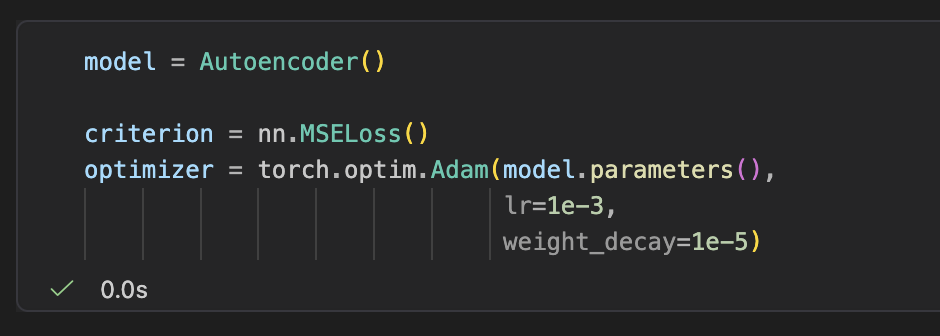 model = Autoencoder()
criterion = nn.MSELoss()
optimizer = torch.optim.Adam(model.parameters(),
lr=1e-3,
weight_decay=1e-5)
0.0s